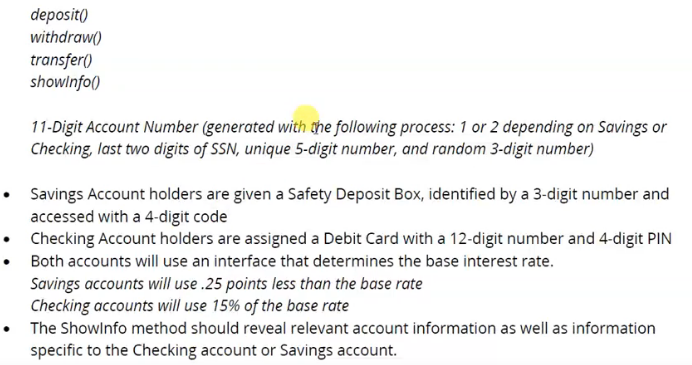 deposit()
withdraw()
transfer()
showInfo()
11-Digit Account Number (generated with the following process: 1 or 2 depending on Savings or
Checking, last two digits of SSN, unique 5-digit number, and random 3-digit number)
• Savings Account holders are given a Safety Deposit Box, identified by a 3-digit number and
accessed with a 4-digit code
• Checking Account holders are assigned a Debit Card with a 12-digit number and 4-digit PIN
• Both accounts will use an interface that determines the base interest rate.
Savings accounts will use .25 points less than the base rate
Checking accounts will use 15% of the base rate
• The ShowInfo method should reveal relevant account information as well as information
specific to the Checking account or Savings account.